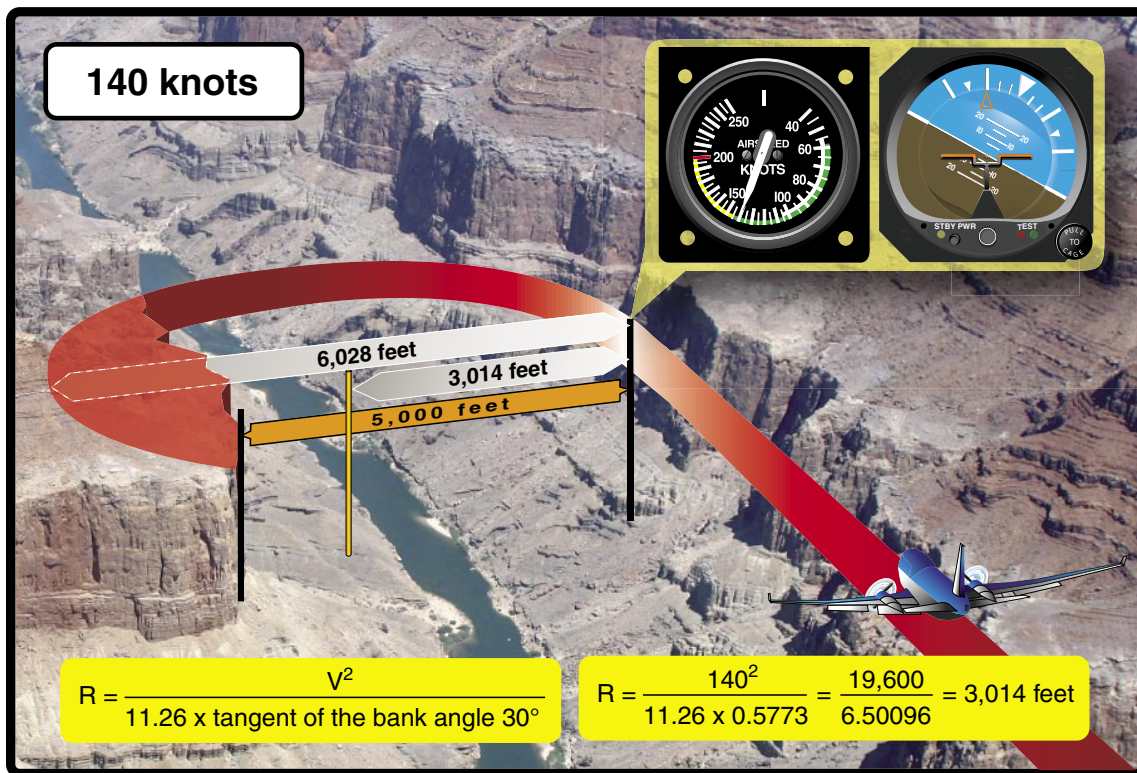 140 knots
250
40
AIRSPEED
60
200
KNOTS
80
150
100
20
20
10
10
20
20
STBY PWR
TEST
PULL
TO
CAGE
6,028 feet
3,014 feet
5,000 feet
R = V² / 11.26 x tangent of the bank angle 30°
R = 140² / 11.26 x 0.5773 = 19,600 / 6.50096 = 3,014 feet